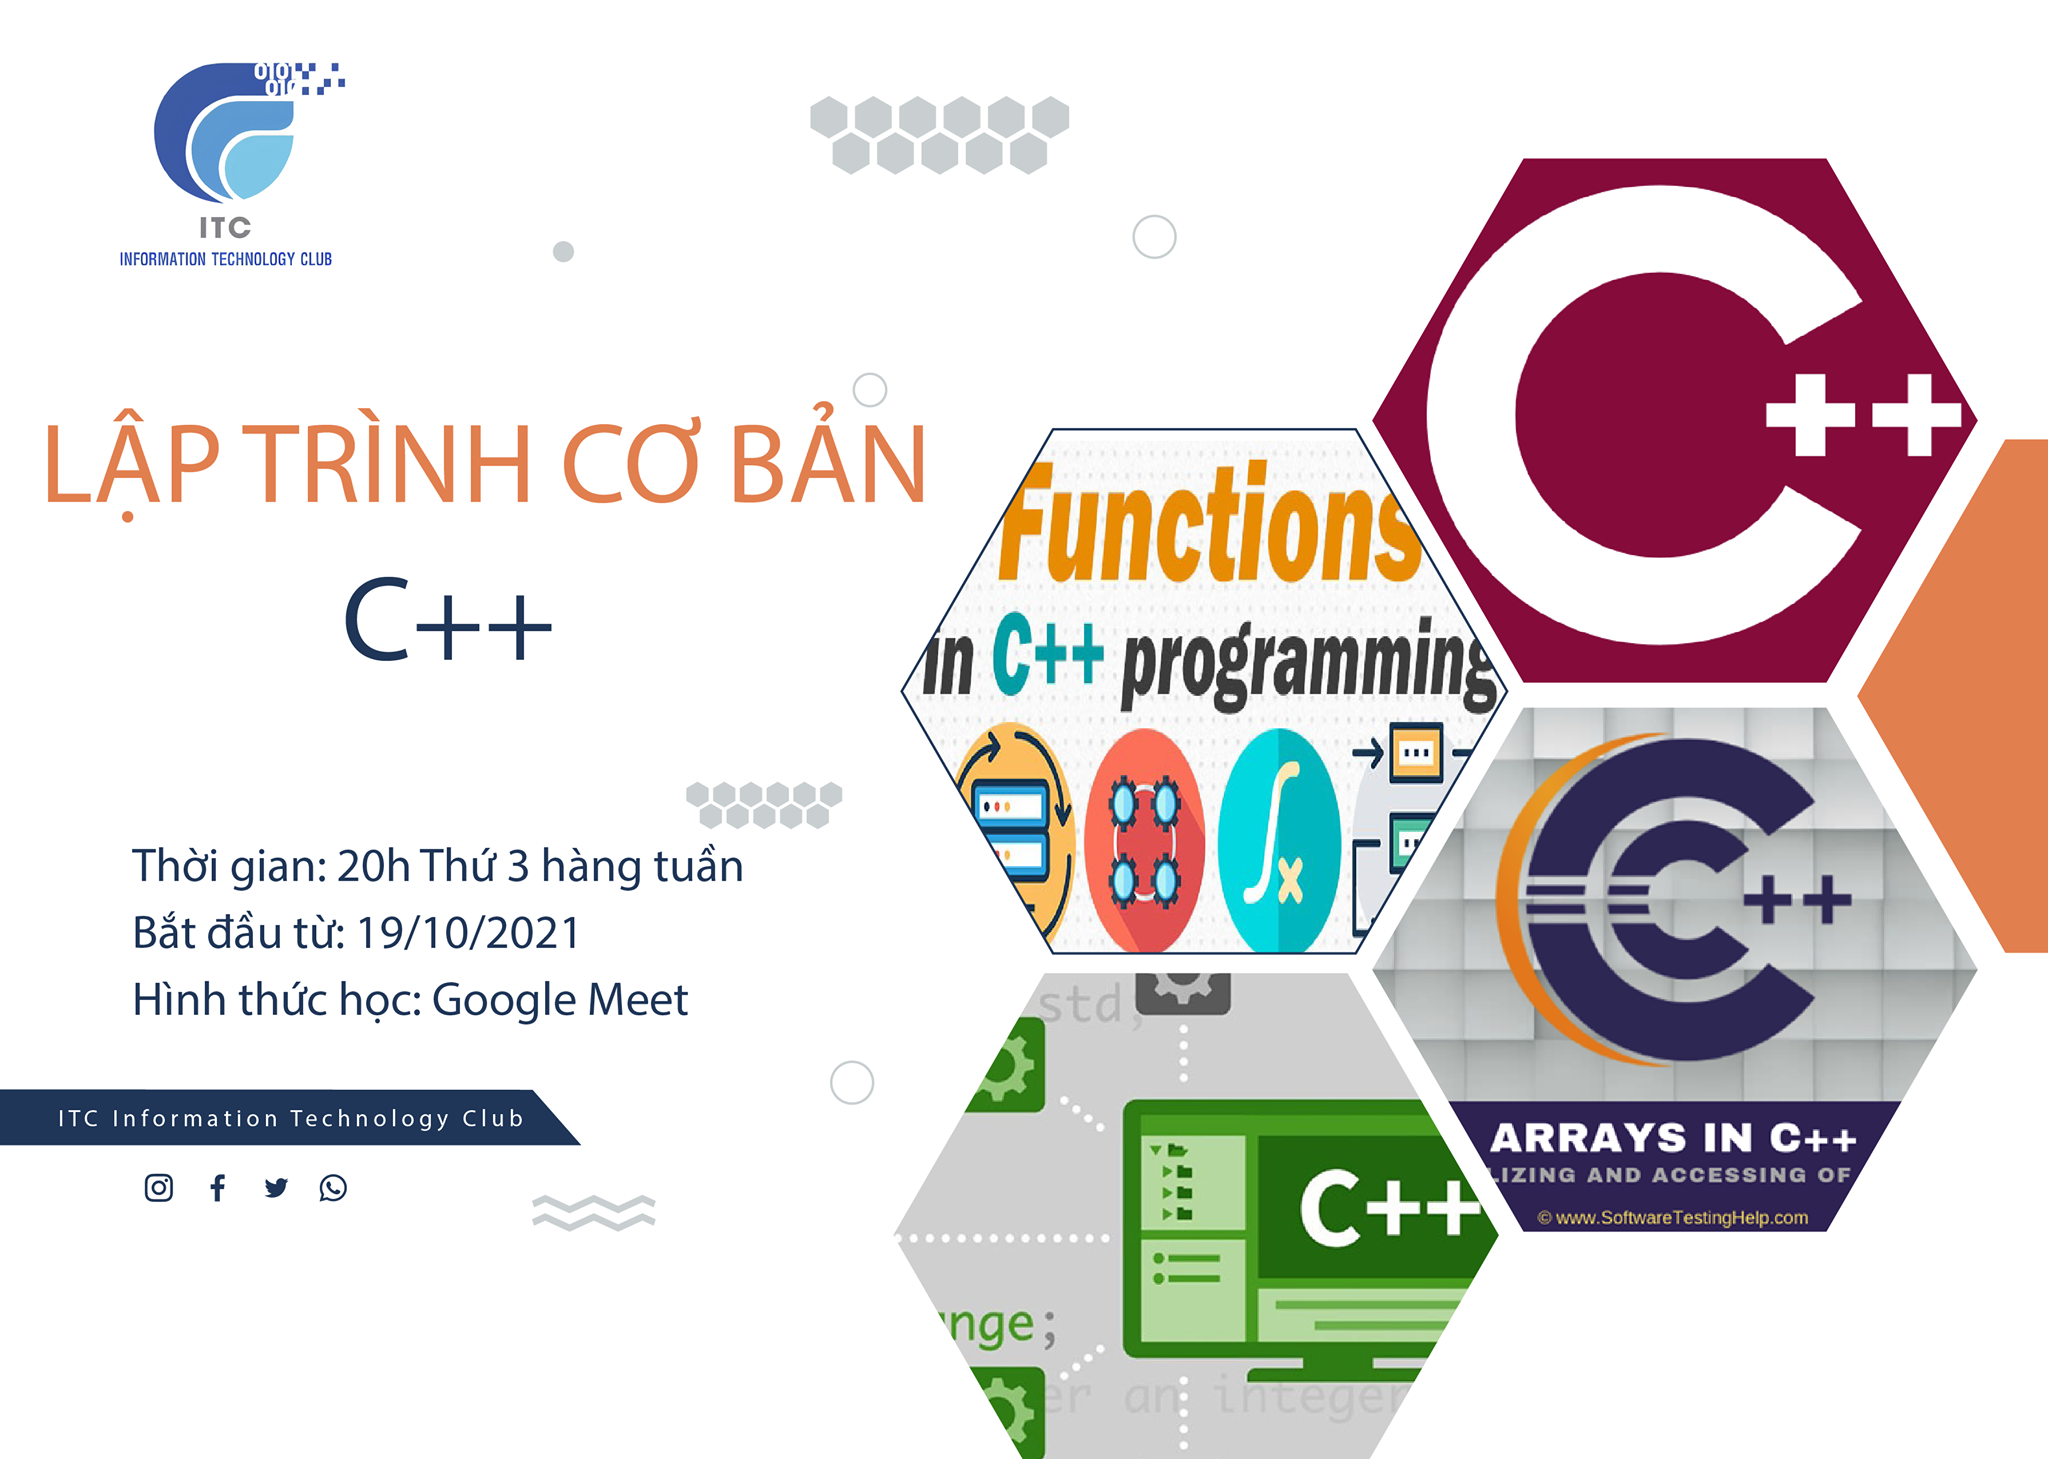 0101
010
ITC
INFORMATION TECHNOLOGY CLUB
LẬP TRÌNH CƠ BẢN
C++
Thời gian: 20h Thứ 3 hàng tuần
Bắt đầu từ: 19/10/2021
Hình thức học: Google Meet
ITC Information Technology Club
C++
Functions
in C++ programming
x
C++
ARRAYS IN C++
LIZING AND ACCESSING OF
© www.SoftwareTestingHelp.com
std;
C++
nge;
er an integer